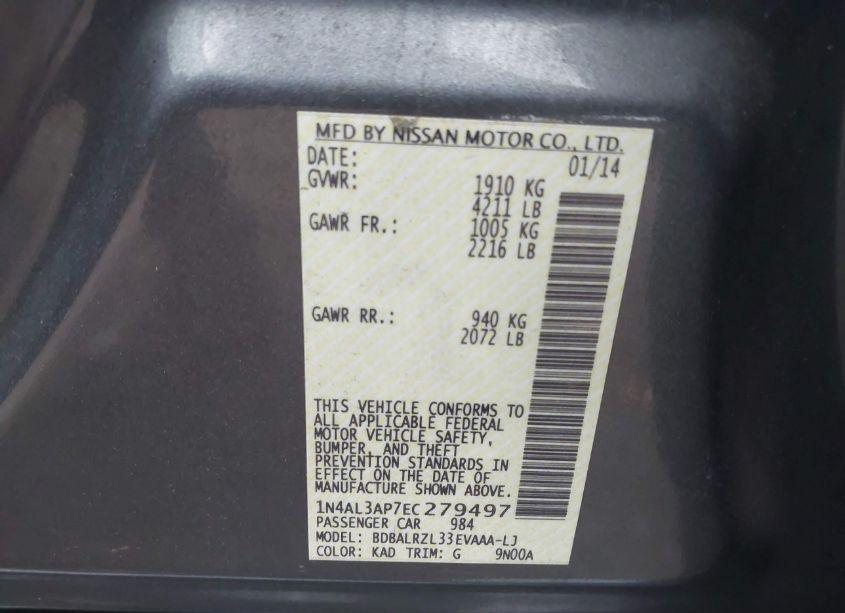 MFD BY NISSAN MOTOR CO., LTD.
DATE: 01/14
GVWR: 1910 KG
4211 LB
GAWR FR.: 1005 KG
2216 LB
GAWR RR.: 940 KG
2072 LB
THIS VEHICLE CONFORMS TO
ALL APPLICABLE FEDERAL
MOTOR VEHICLE SAFETY,
BUMPER, AND THEFT
PREVENTION STANDARDS IN
EFFECT ON THE DATE OF
MANUFACTURE SHOWN ABOVE.
1N4AL3AP7EC279497
PASSENGER CAR 984
MODEL: BDBALRZL33EVAAA-LJ
COLOR: KAD TRIM: G 9N00A